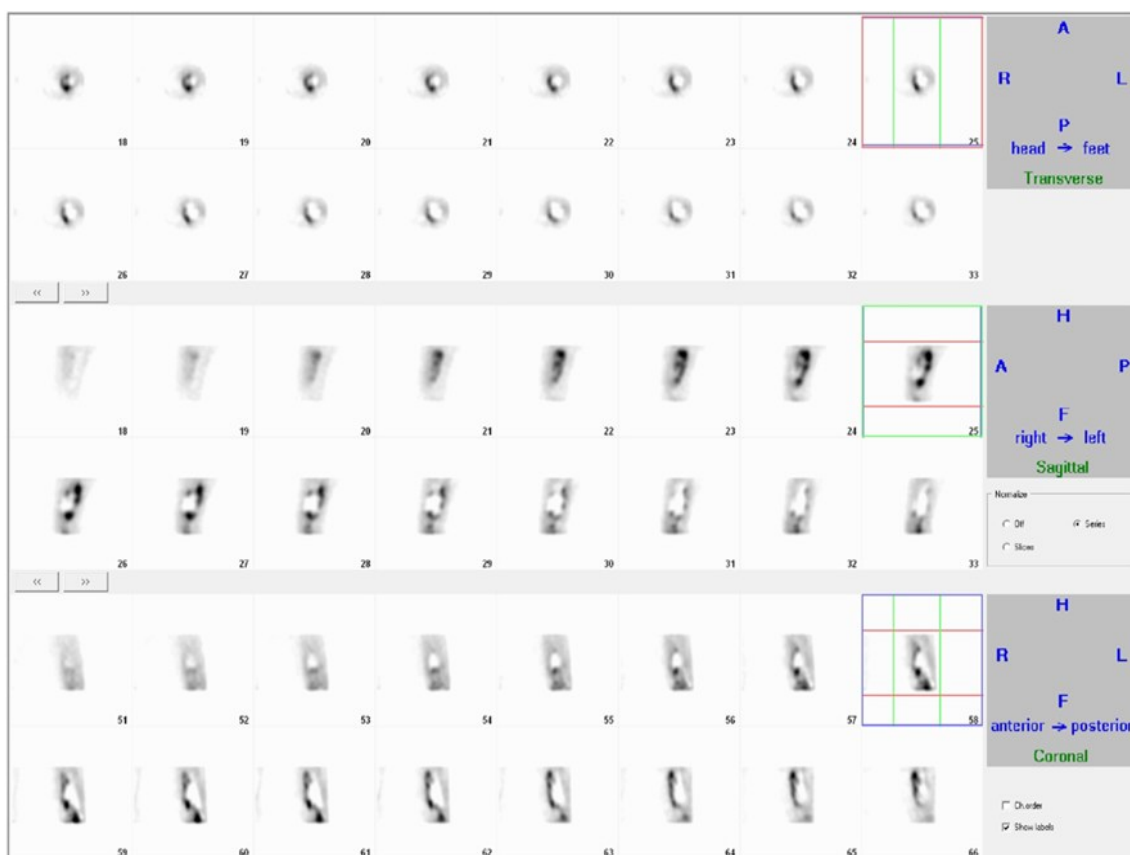 18 19 20 21 22 23 24 25
26 27 28 29 30 31 32 33
A
R L
P
head → feet
Transverse
<< >>
18 19 20 21 22 23 24 25
26 27 28 29 30 31 32 33
H
A P
F
right → left
Sagittal
Normalize
Off Series
Slices
<< >>
51 52 53 54 55 56 57 58
59 60 61 62 63 64 65 66
H
R L
F
anterior → posterior
Coronal
Ch.order
Show labels